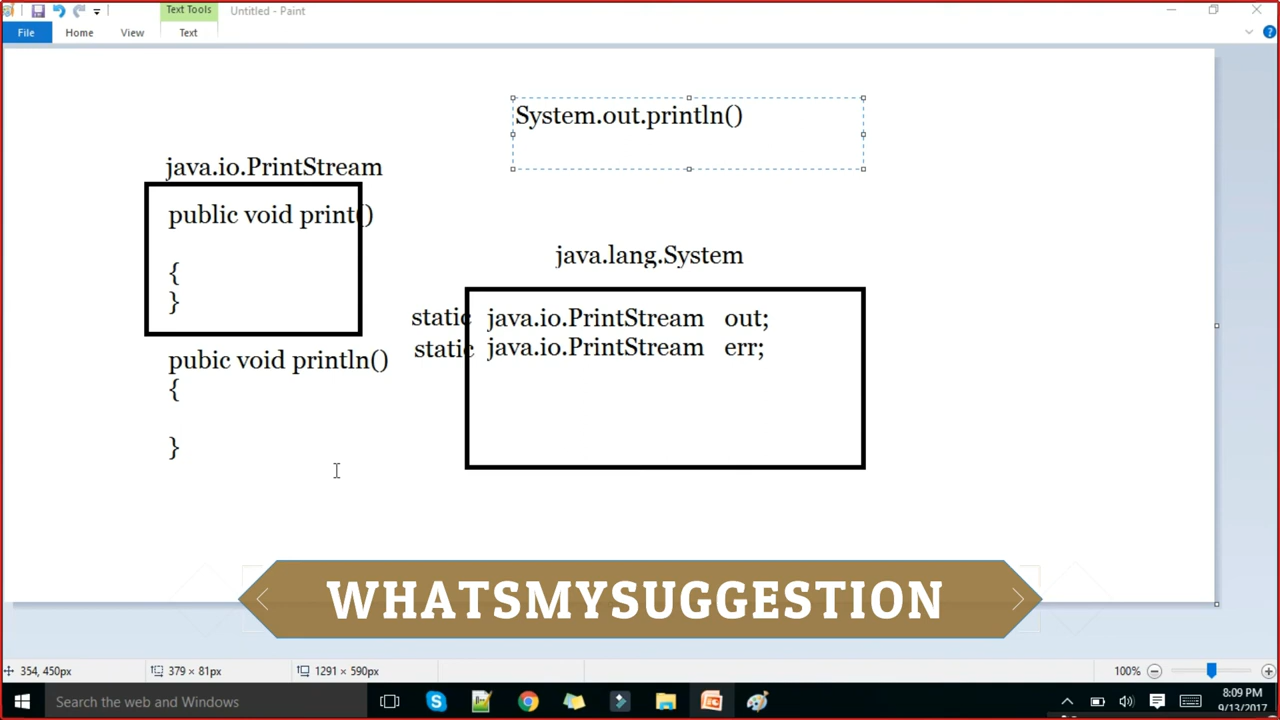 Text Tools
Untitled - Paint
File
Home
View
Text
System.out.println()
java.io.PrintStream
public void print()
{
}
java.lang.System
static java.io.PrintStream out;
static java.io.PrintStream err;
pubic void println()
{
}
WHATSMYSUGGESTION
354, 450px
379 × 81px
1291 × 590px
100%
Search the web and Windows
8:09 PM
9/13/2017